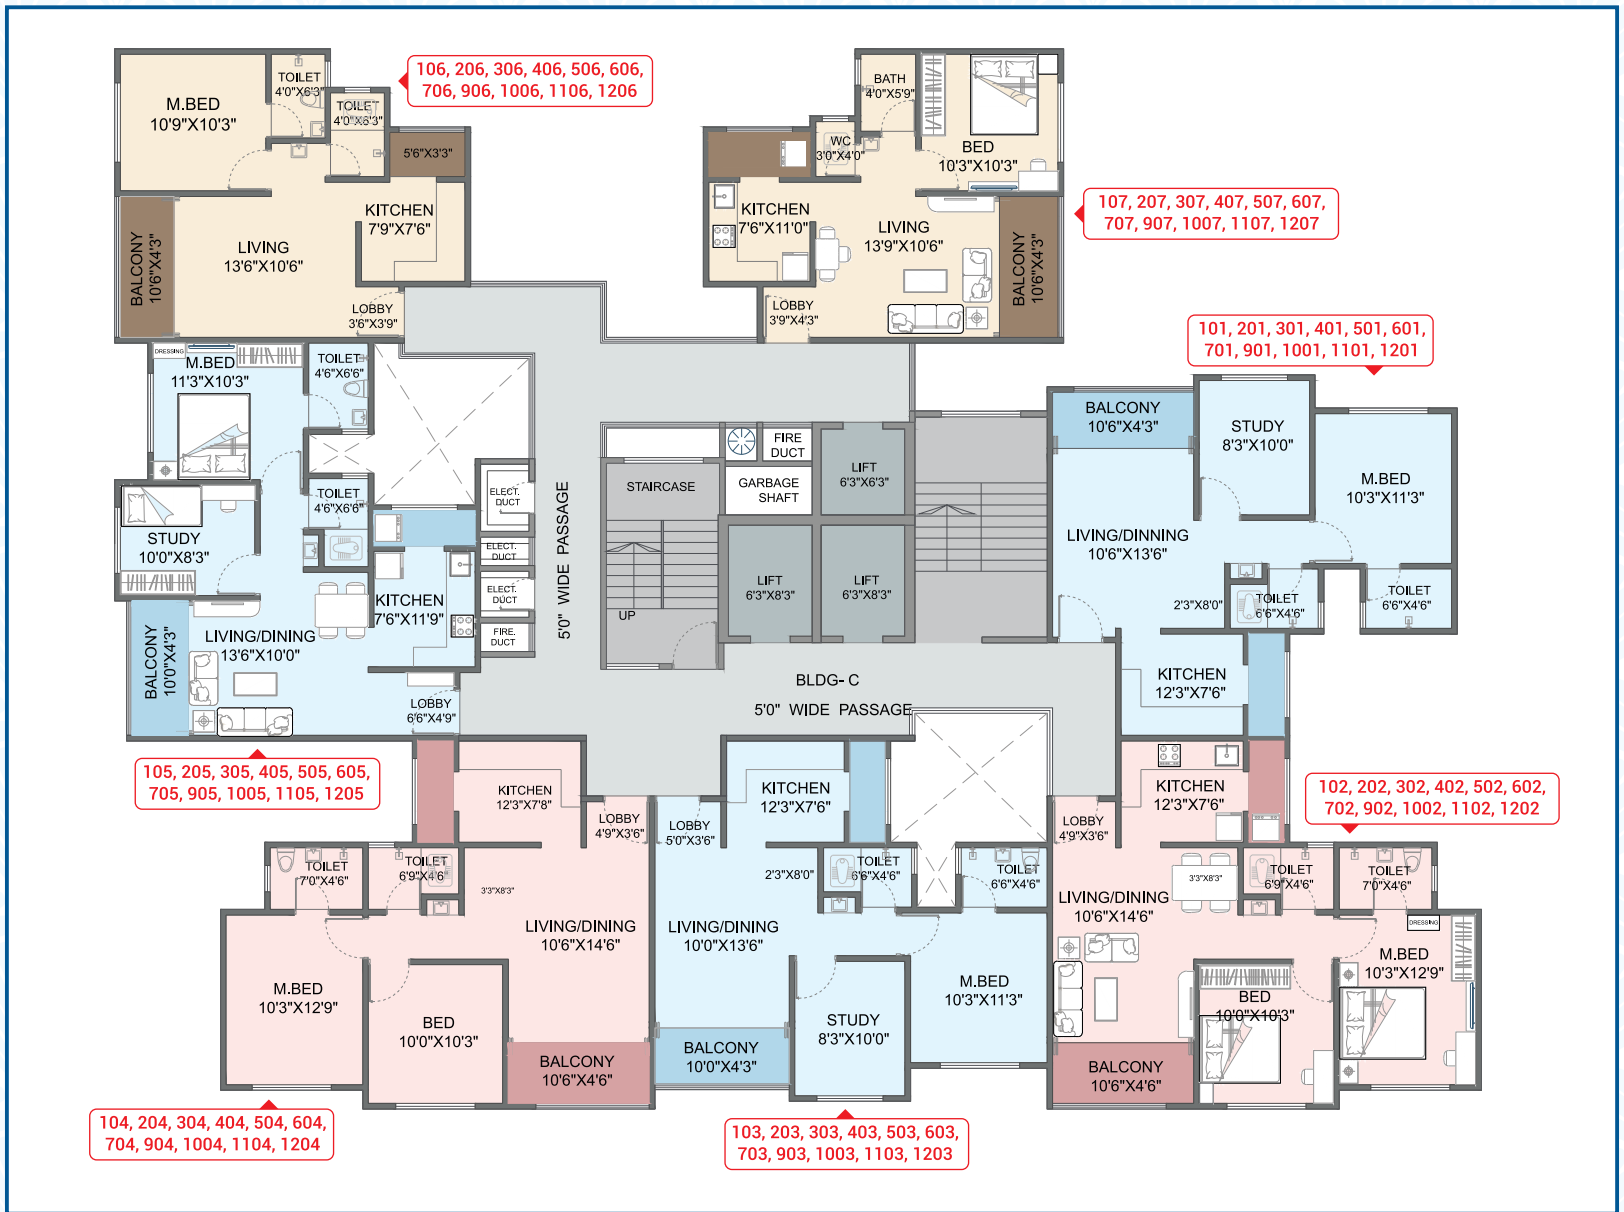 M.BED
10'9"X10'3"
TOILET
4'0"X6'3"
TOILET
4'0"X6'3"
5'6"X3'3"
KITCHEN
7'9"X7'6"
LIVING
13'6"X10'6"
BALCONY
10'6"X4'3"
LOBBY
3'6"X3'9"
106, 206, 306, 406, 506, 606,
706, 906, 1006, 1106, 1206
BATH
4'0"X5'9"
WC
3'0"X4'0"
BED
10'3"X10'3"
KITCHEN
7'6"X11'0"
LIVING
13'9"X10'6"
BALCONY
10'6"X4'3"
LOBBY
3'9"X4'3"
107, 207, 307, 407, 507, 607,
707, 907, 1007, 1107, 1207
101, 201, 301, 401, 501, 601,
701, 901, 1001, 1101, 1201
DRESSING
M.BED
11'3"X10'3"
TOILET
4'6"X6'6"
TOILET
4'6"X6'6"
STUDY
10'0"X8'3"
KITCHEN
7'6"X11'9"
LIVING/DINING
13'6"X10'0"
BALCONY
10'0"X4'3"
LOBBY
6'6"X4'9"
105, 205, 305, 405, 505, 605,
705, 905, 1005, 1105, 1205
ELECT.
DUCT
ELECT.
DUCT
ELECT.
DUCT
FIRE.
DUCT
5'0" WIDE PASSAGE
STAIRCASE
UP
FIRE
DUCT
GARBAGE
SHAFT
LIFT
6'3"X6'3"
LIFT
6'3"X8'3"
LIFT
6'3"X8'3"
BLDG- C
5'0" WIDE PASSAGE
BALCONY
10'6"X4'3"
STUDY
8'3"X10'0"
M.BED
10'3"X11'3"
LIVING/DINNING
10'6"X13'6"
2'3"X8'0"
TOILET
6'6"X4'6"
TOILET
6'6"X4'6"
KITCHEN
12'3"X7'6"
KITCHEN
12'3"X7'8"
LOBBY
4'9"X3'6"
TOILET
7'0"X4'6"
TOILET
6'9"X4'6"
3'3"X8'3"
LIVING/DINING
10'6"X14'6"
M.BED
10'3"X12'9"
BED
10'0"X10'3"
BALCONY
10'6"X4'6"
104, 204, 304, 404, 504, 604,
704, 904, 1004, 1104, 1204
KITCHEN
12'3"X7'6"
LOBBY
5'0"X3'6"
2'3"X8'0"
TOILET
6'6"X4'6"
TOILET
6'6"X4'6"
LIVING/DINING
10'0"X13'6"
M.BED
10'3"X11'3"
STUDY
8'3"X10'0"
BALCONY
10'0"X4'3"
103, 203, 303, 403, 503, 603,
703, 903, 1003, 1103, 1203
KITCHEN
12'3"X7'6"
LOBBY
4'9"X3'6"
3'3"X8'3"
TOILET
6'9"X4'6"
TOILET
7'0"X4'6"
LIVING/DINING
10'6"X14'6"
DRESSING
M.BED
10'3"X12'9"
BED
10'0"X10'3"
BALCONY
10'6"X4'6"
102, 202, 302, 402, 502, 602,
702, 902, 1002, 1102, 1202